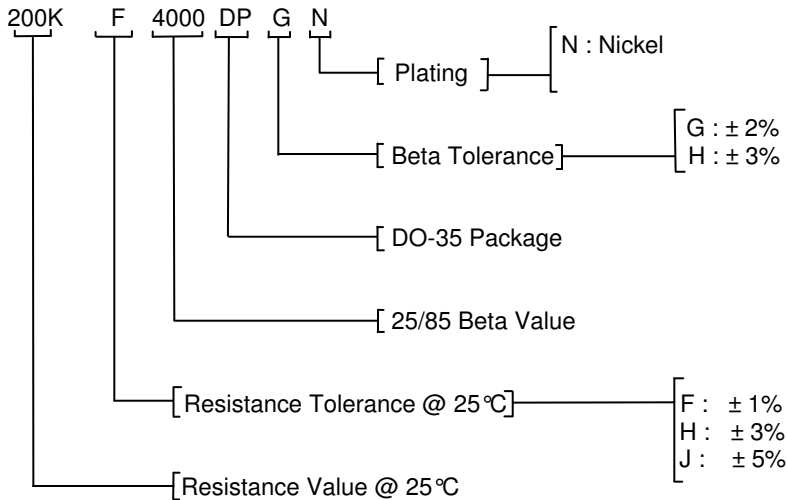 200K F 4000 DP G N
N : Nickel
[ Plating ]
G : ± 2%
[ Beta Tolerance]
H : ± 3%
[ DO-35 Package
[ 25/85 Beta Value
[Resistance Tolerance @ 25°C]
F : ± 1%
H : ± 3%
J : ± 5%
[Resistance Value @ 25°C